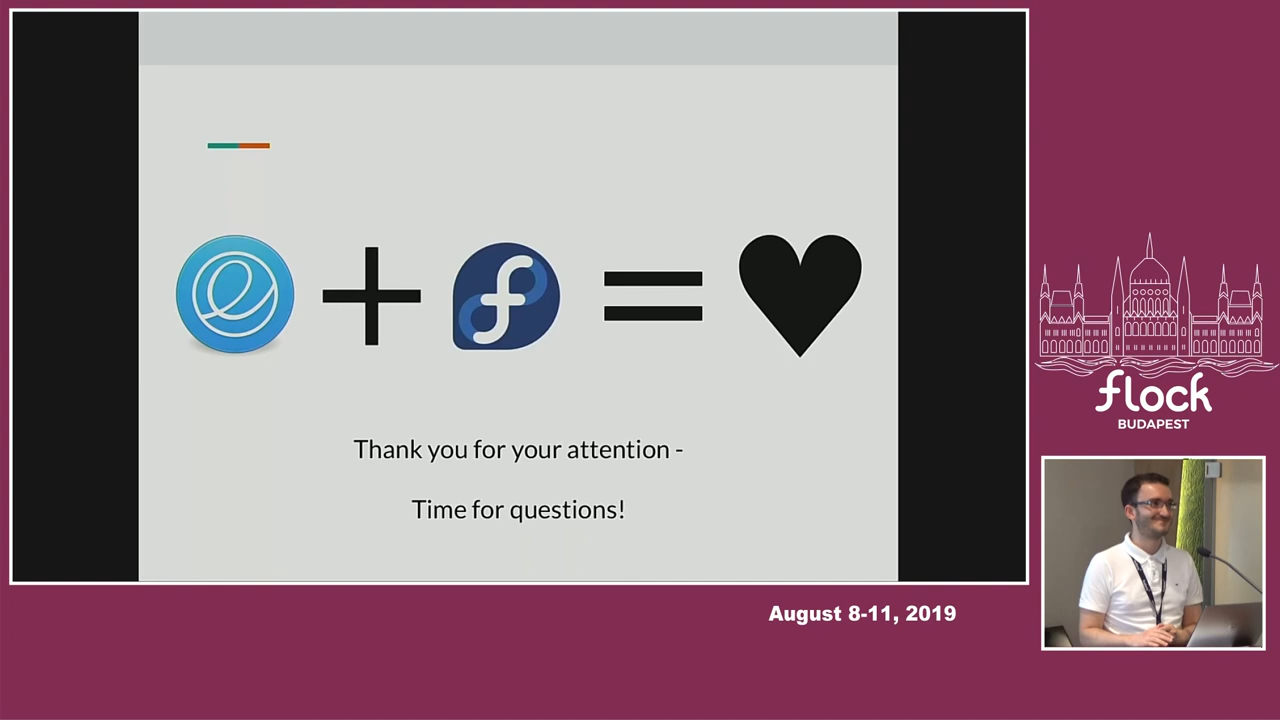 Thank you for your attention -
Time for questions!
flock
BUDAPEST
August 8-11, 2019